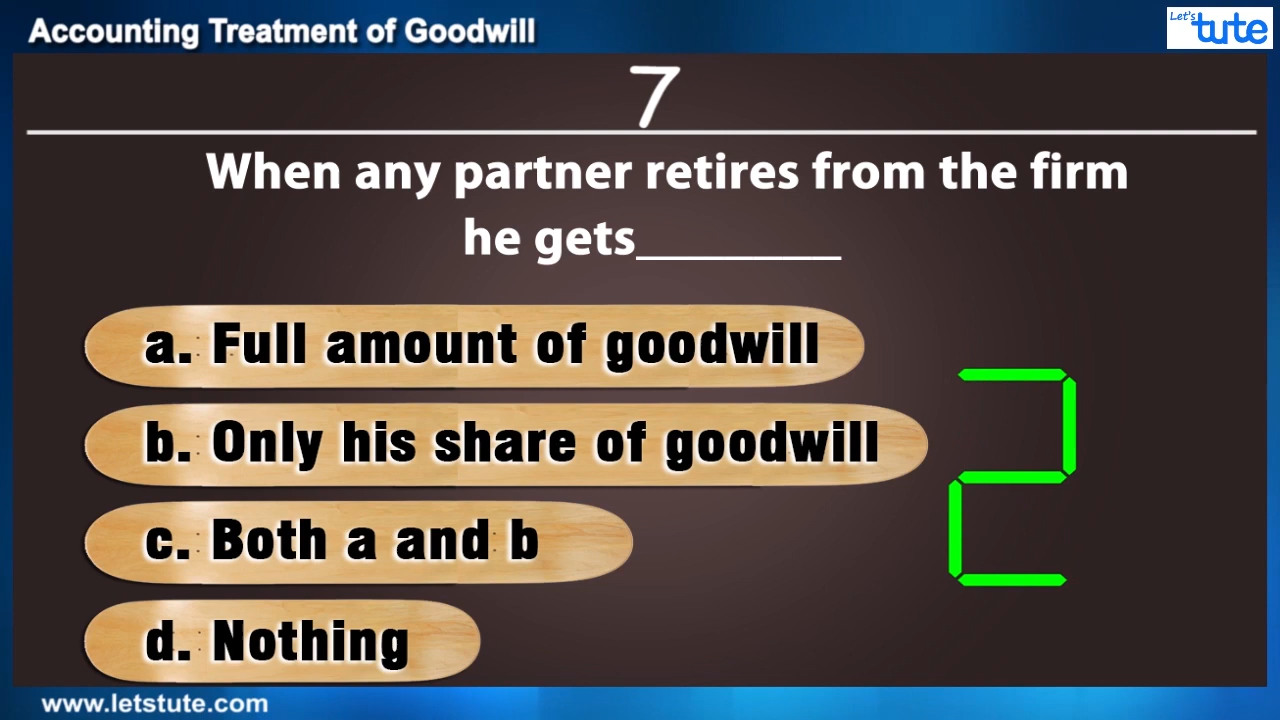 Accounting Treatment of Goodwill
Let's
tute
7
When any partner retires from the firm
he gets________
a. Full amount of goodwill
b. Only his share of goodwill
c. Both a and b
d. Nothing
2
www.letstute.com